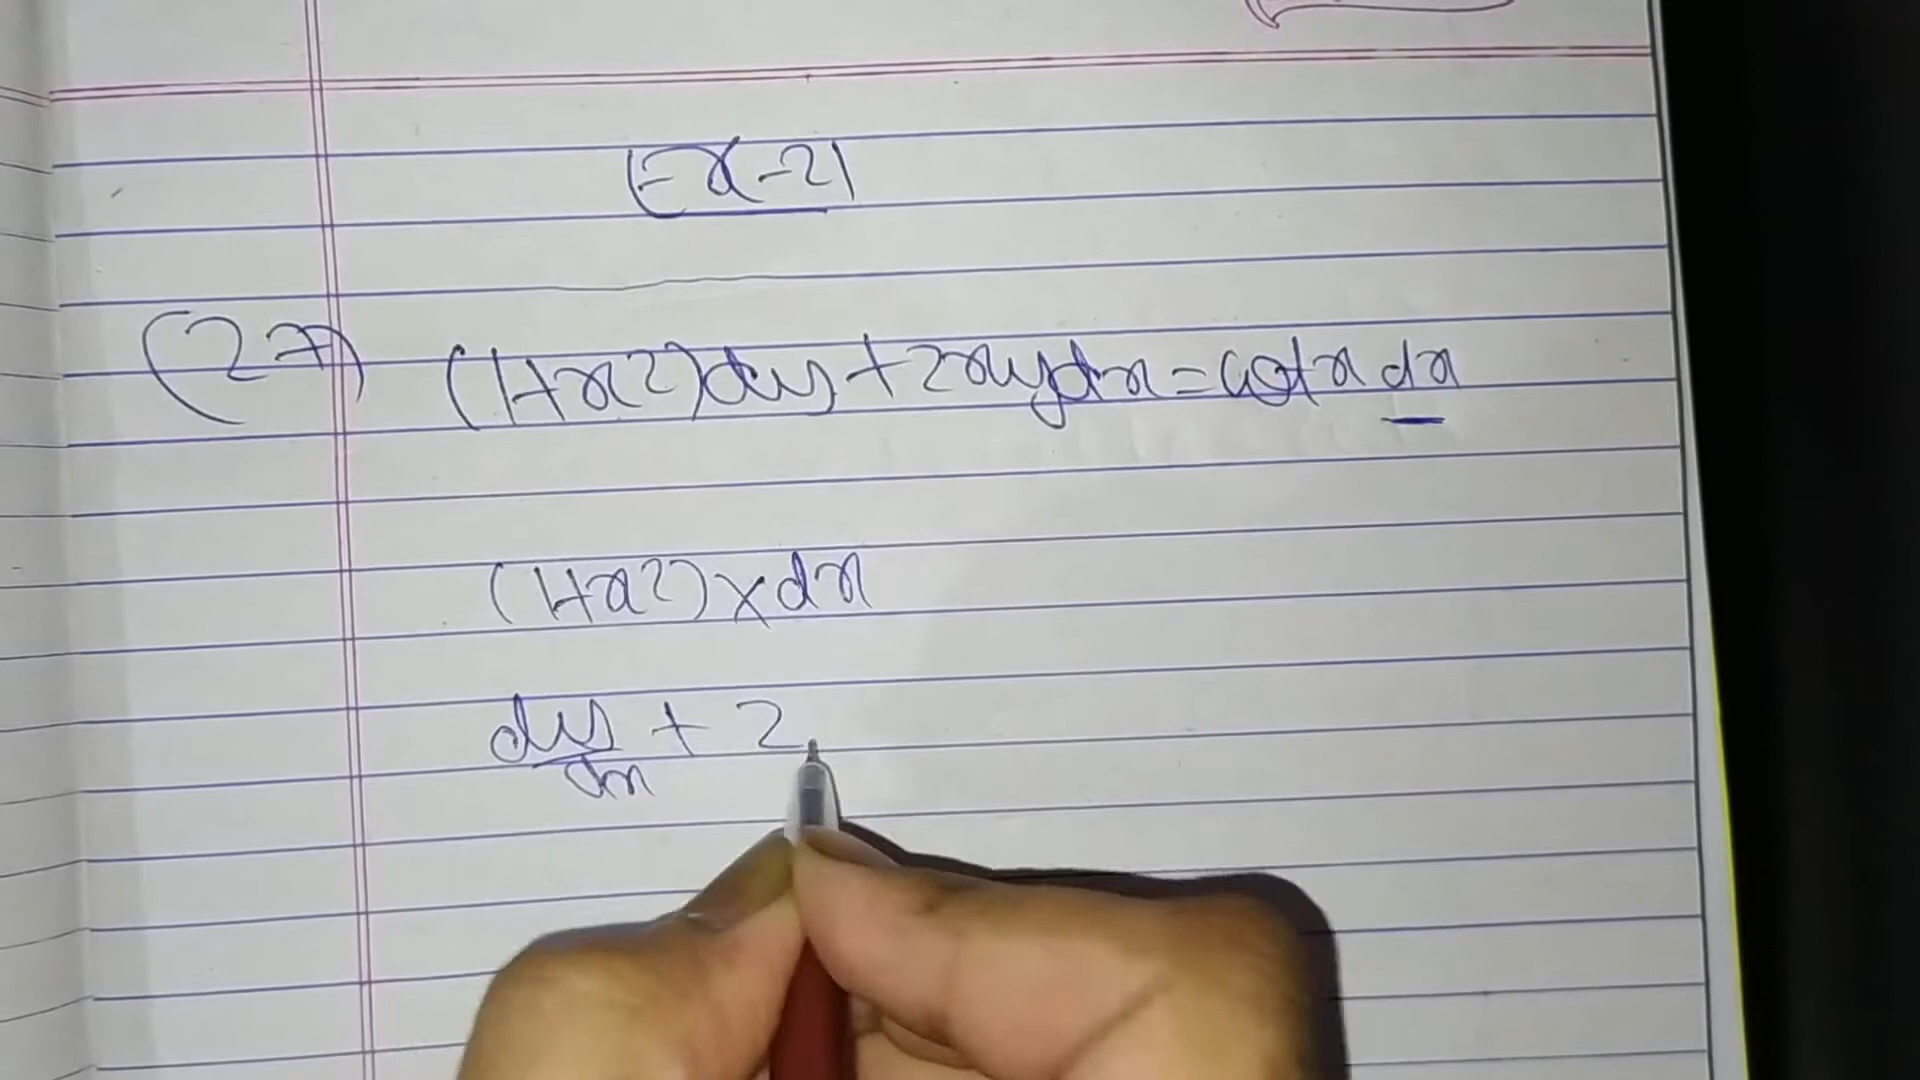 Ex-21
(27) (1+x2)dy+2xydx=cotx dx
(1+x2)×dx
dy/dx + 2